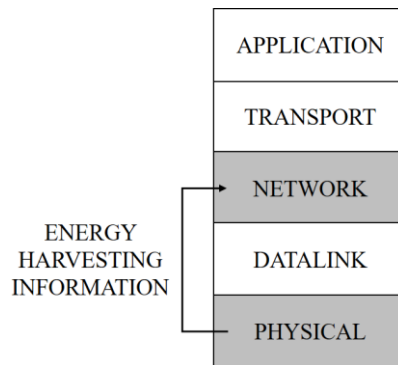 APPLICATION
TRANSPORT
NETWORK
ENERGY
HARVESTING
INFORMATION
DATALINK
PHYSICAL